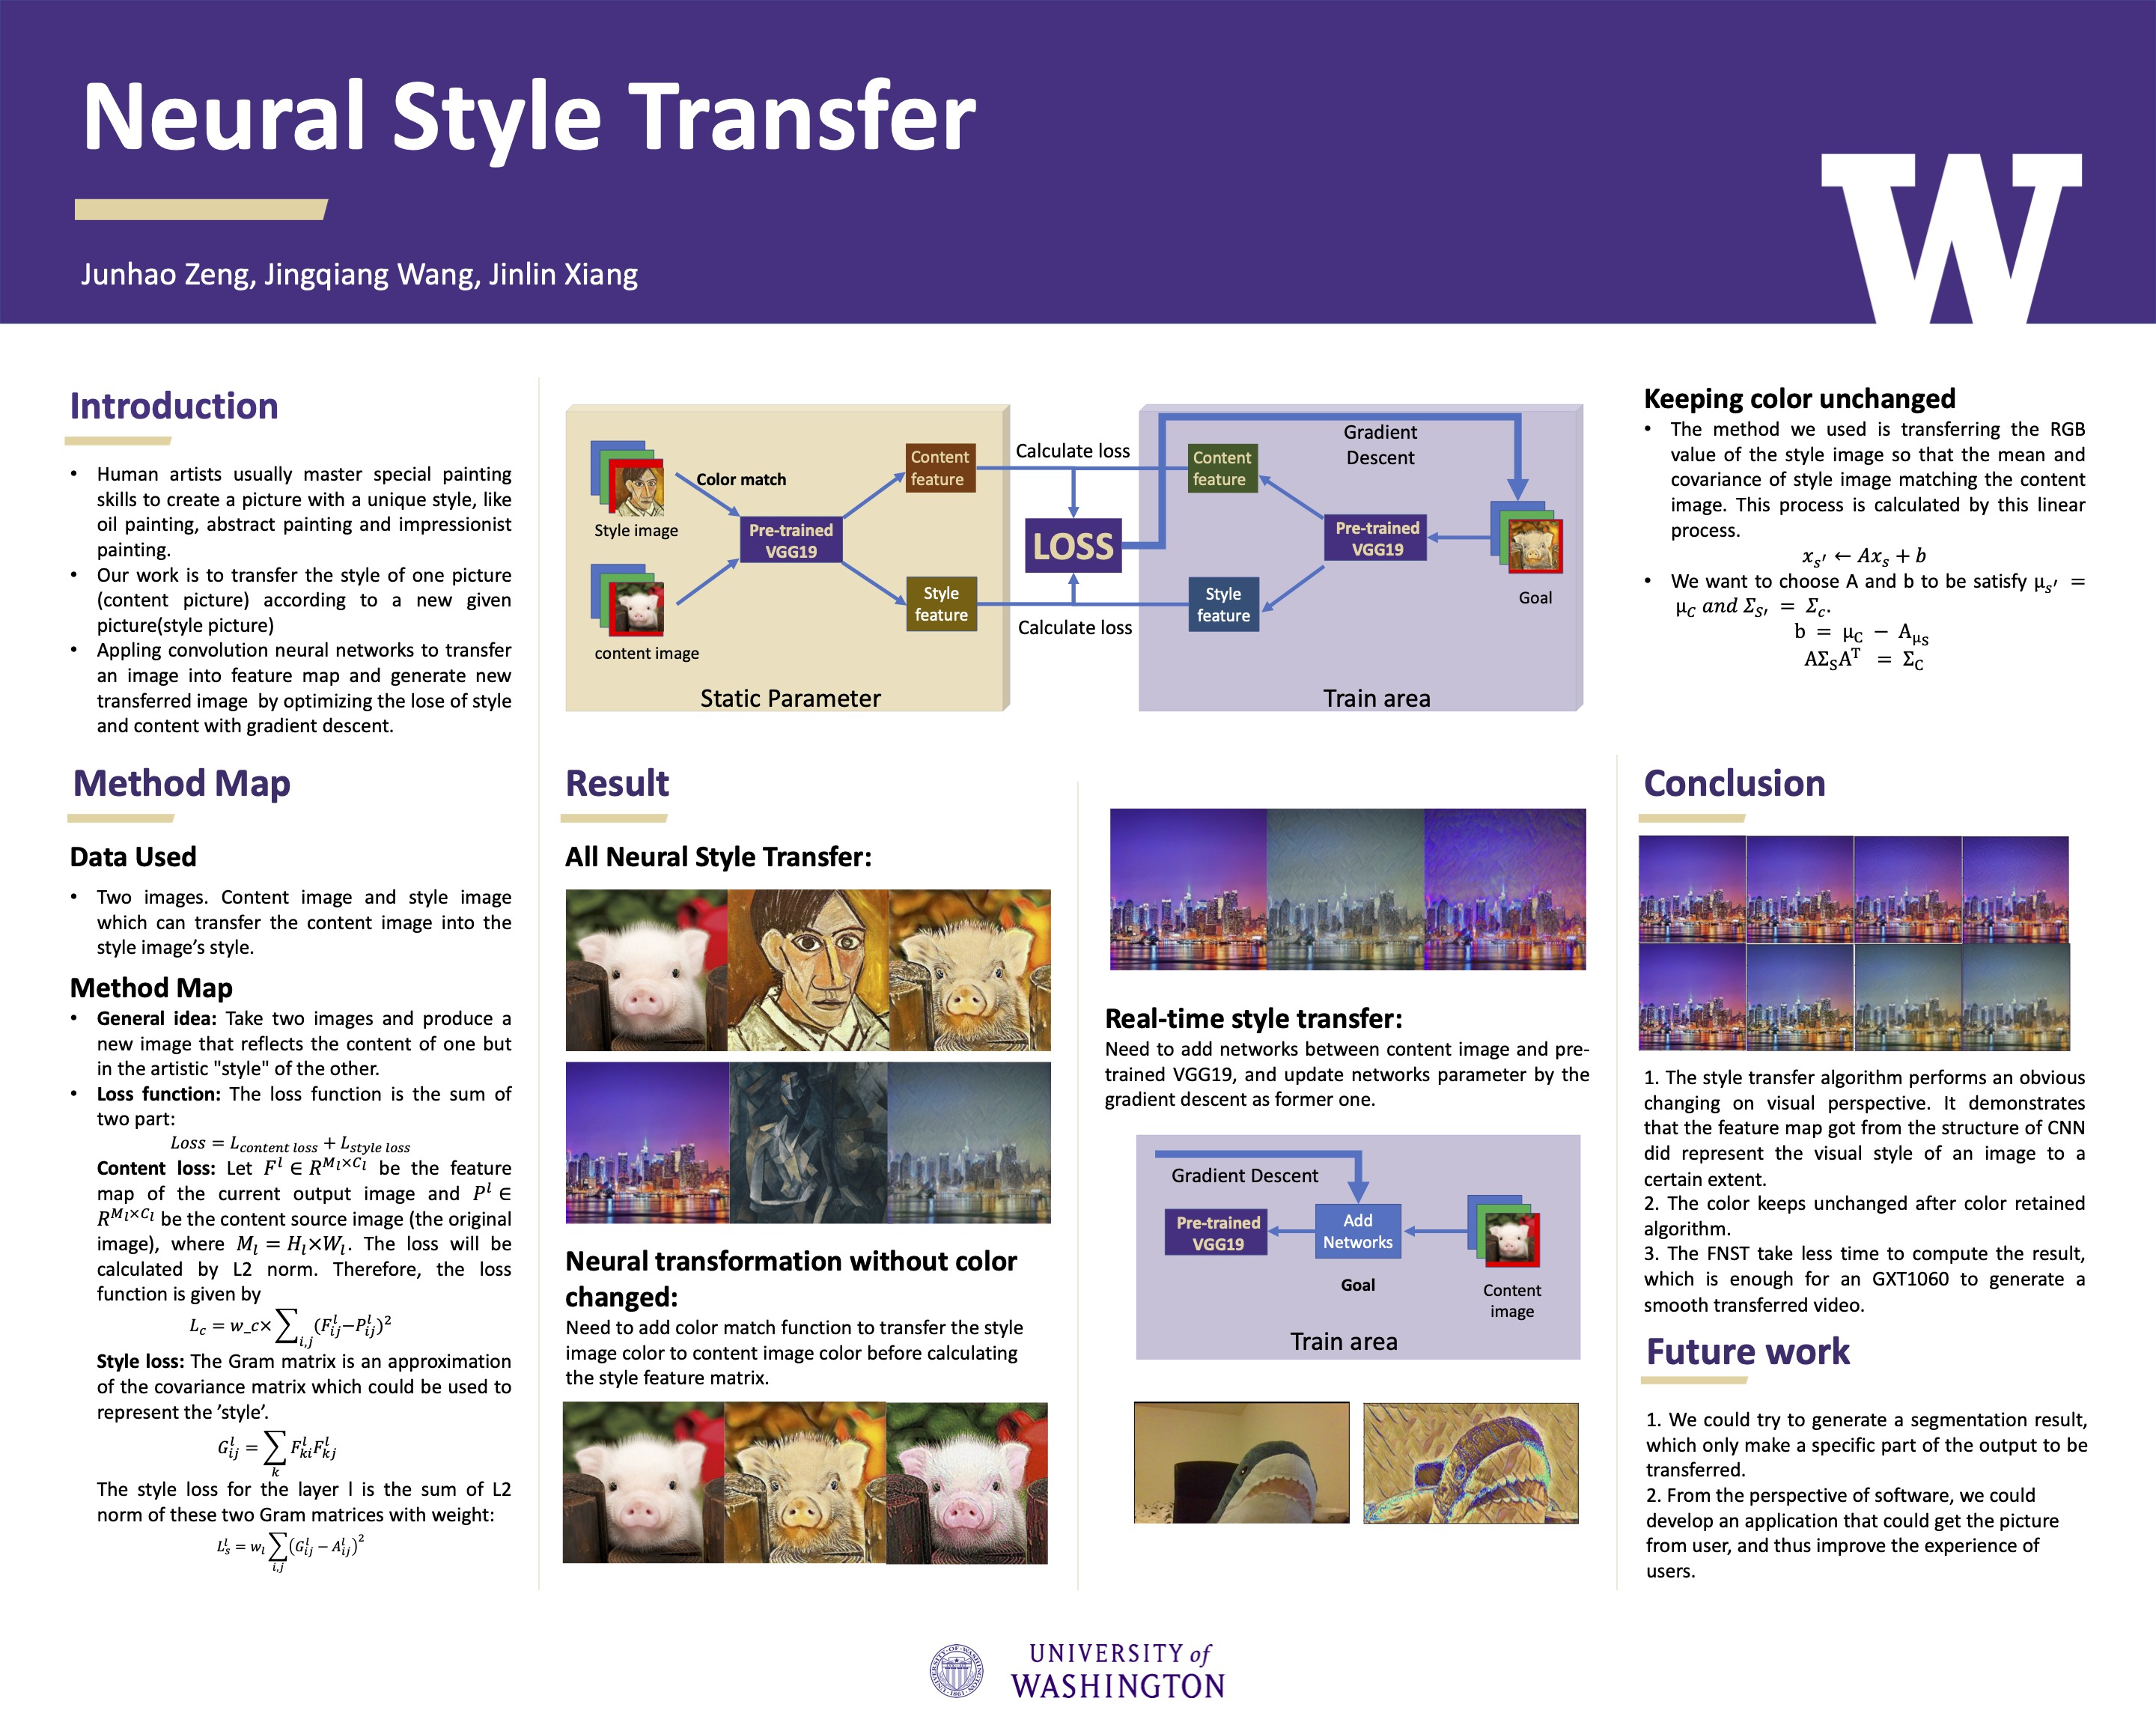 Neural Style Transfer
Junhao Zeng, Jingqiang Wang, Jinlin Xiang
W
Introduction
• Human artists usually master special painting
skills to create a picture with a unique style, like
oil painting, abstract painting and impressionist
painting.
• Our work is to transfer the style of one picture
(content picture) according to a new given
picture(style picture)
• Appling convolution neural networks to transfer
an image into feature map and generate new
transferred image by optimizing the lose of style
and content with gradient descent.
Method Map
Data Used
• Two images. Content image and style image
which can transfer the content image into the
style image’s style.
Method Map
• General idea: Take two images and produce a
new image that reflects the content of one but
in the artistic "style" of the other.
• Loss function: The loss function is the sum of
two part:
Loss = L_{content loss} + L_{style loss}
Content loss: Let F^l ∈ R^{M_l×C_l} be the feature
map of the current output image and P^l ∈
R^{M_l×C_l} be the content source image (the original
image), where M_l = H_l×W_l. The loss will be
calculated by L2 norm. Therefore, the loss
function is given by
L_c = w_c× ∑_{i,j}(F^l_{ij}−P^l_{ij})^2
Style loss: The Gram matrix is an approximation
of the covariance matrix which could be used to
represent the ’style’.
G^l_{ij} = ∑_k F^l_{ki}F^l_{kj}
The style loss for the layer l is the sum of L2
norm of these two Gram matrices with weight:
L^l_s = w_l ∑_{i,j}(G^l_{ij} − A^l_{ij})^2
Style image
content image
Color match
Pre-trained
VGG19
Content
feature
Style
feature
Static Parameter
Calculate loss
LOSS
Calculate loss
Content
feature
Style
feature
Gradient
Descent
Pre-trained
VGG19
Goal
Train area
Result
All Neural Style Transfer:
Neural transformation without color
changed:
Need to add color match function to transfer the style
image color to content image color before calculating
the style feature matrix.
Real-time style transfer:
Need to add networks between content image and pre-
trained VGG19, and update networks parameter by the
gradient descent as former one.
Gradient Descent
Pre-trained
VGG19
Add
Networks
Goal
Content
image
Train area
Keeping color unchanged
• The method we used is transferring the RGB
value of the style image so that the mean and
covariance of style image matching the content
image. This process is calculated by this linear
process.
x_{s′} ← Ax_s + b
• We want to choose A and b to be satisfy μ_{s′} =
μ_C and Σ_{S′} = Σ_c.
b = μ_C − A_{μ_S}
AΣ_SA^T = Σ_C
Conclusion
1. The style transfer algorithm performs an obvious
changing on visual perspective. It demonstrates
that the feature map got from the structure of CNN
did represent the visual style of an image to a
certain extent.
2. The color keeps unchanged after color retained
algorithm.
3. The FNST take less time to compute the result,
which is enough for an GXT1060 to generate a
smooth transferred video.
Future work
1. We could try to generate a segmentation result,
which only make a specific part of the output to be
transferred.
2. From the perspective of software, we could
develop an application that could get the picture
from user, and thus improve the experience of
users.
UNIVERSITY of
WASHINGTON